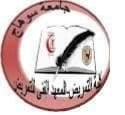 جامعة سوهاج
كلية التمريض - المعهد الفنى للتمريض